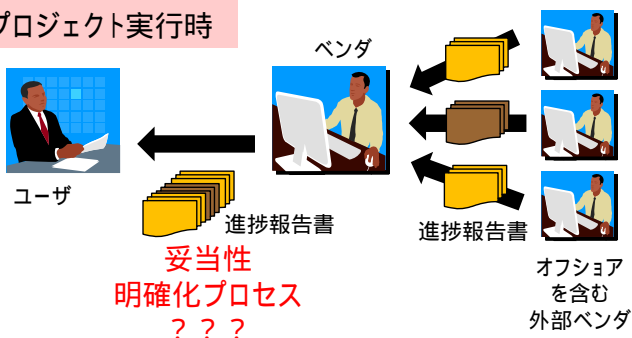 プロジェクト実行時
ベンダ
ユーザ
進捗報告書
進捗報告書
妥当性
明確化プロセス
？？？
オフショア
を含む
外部ベンダ